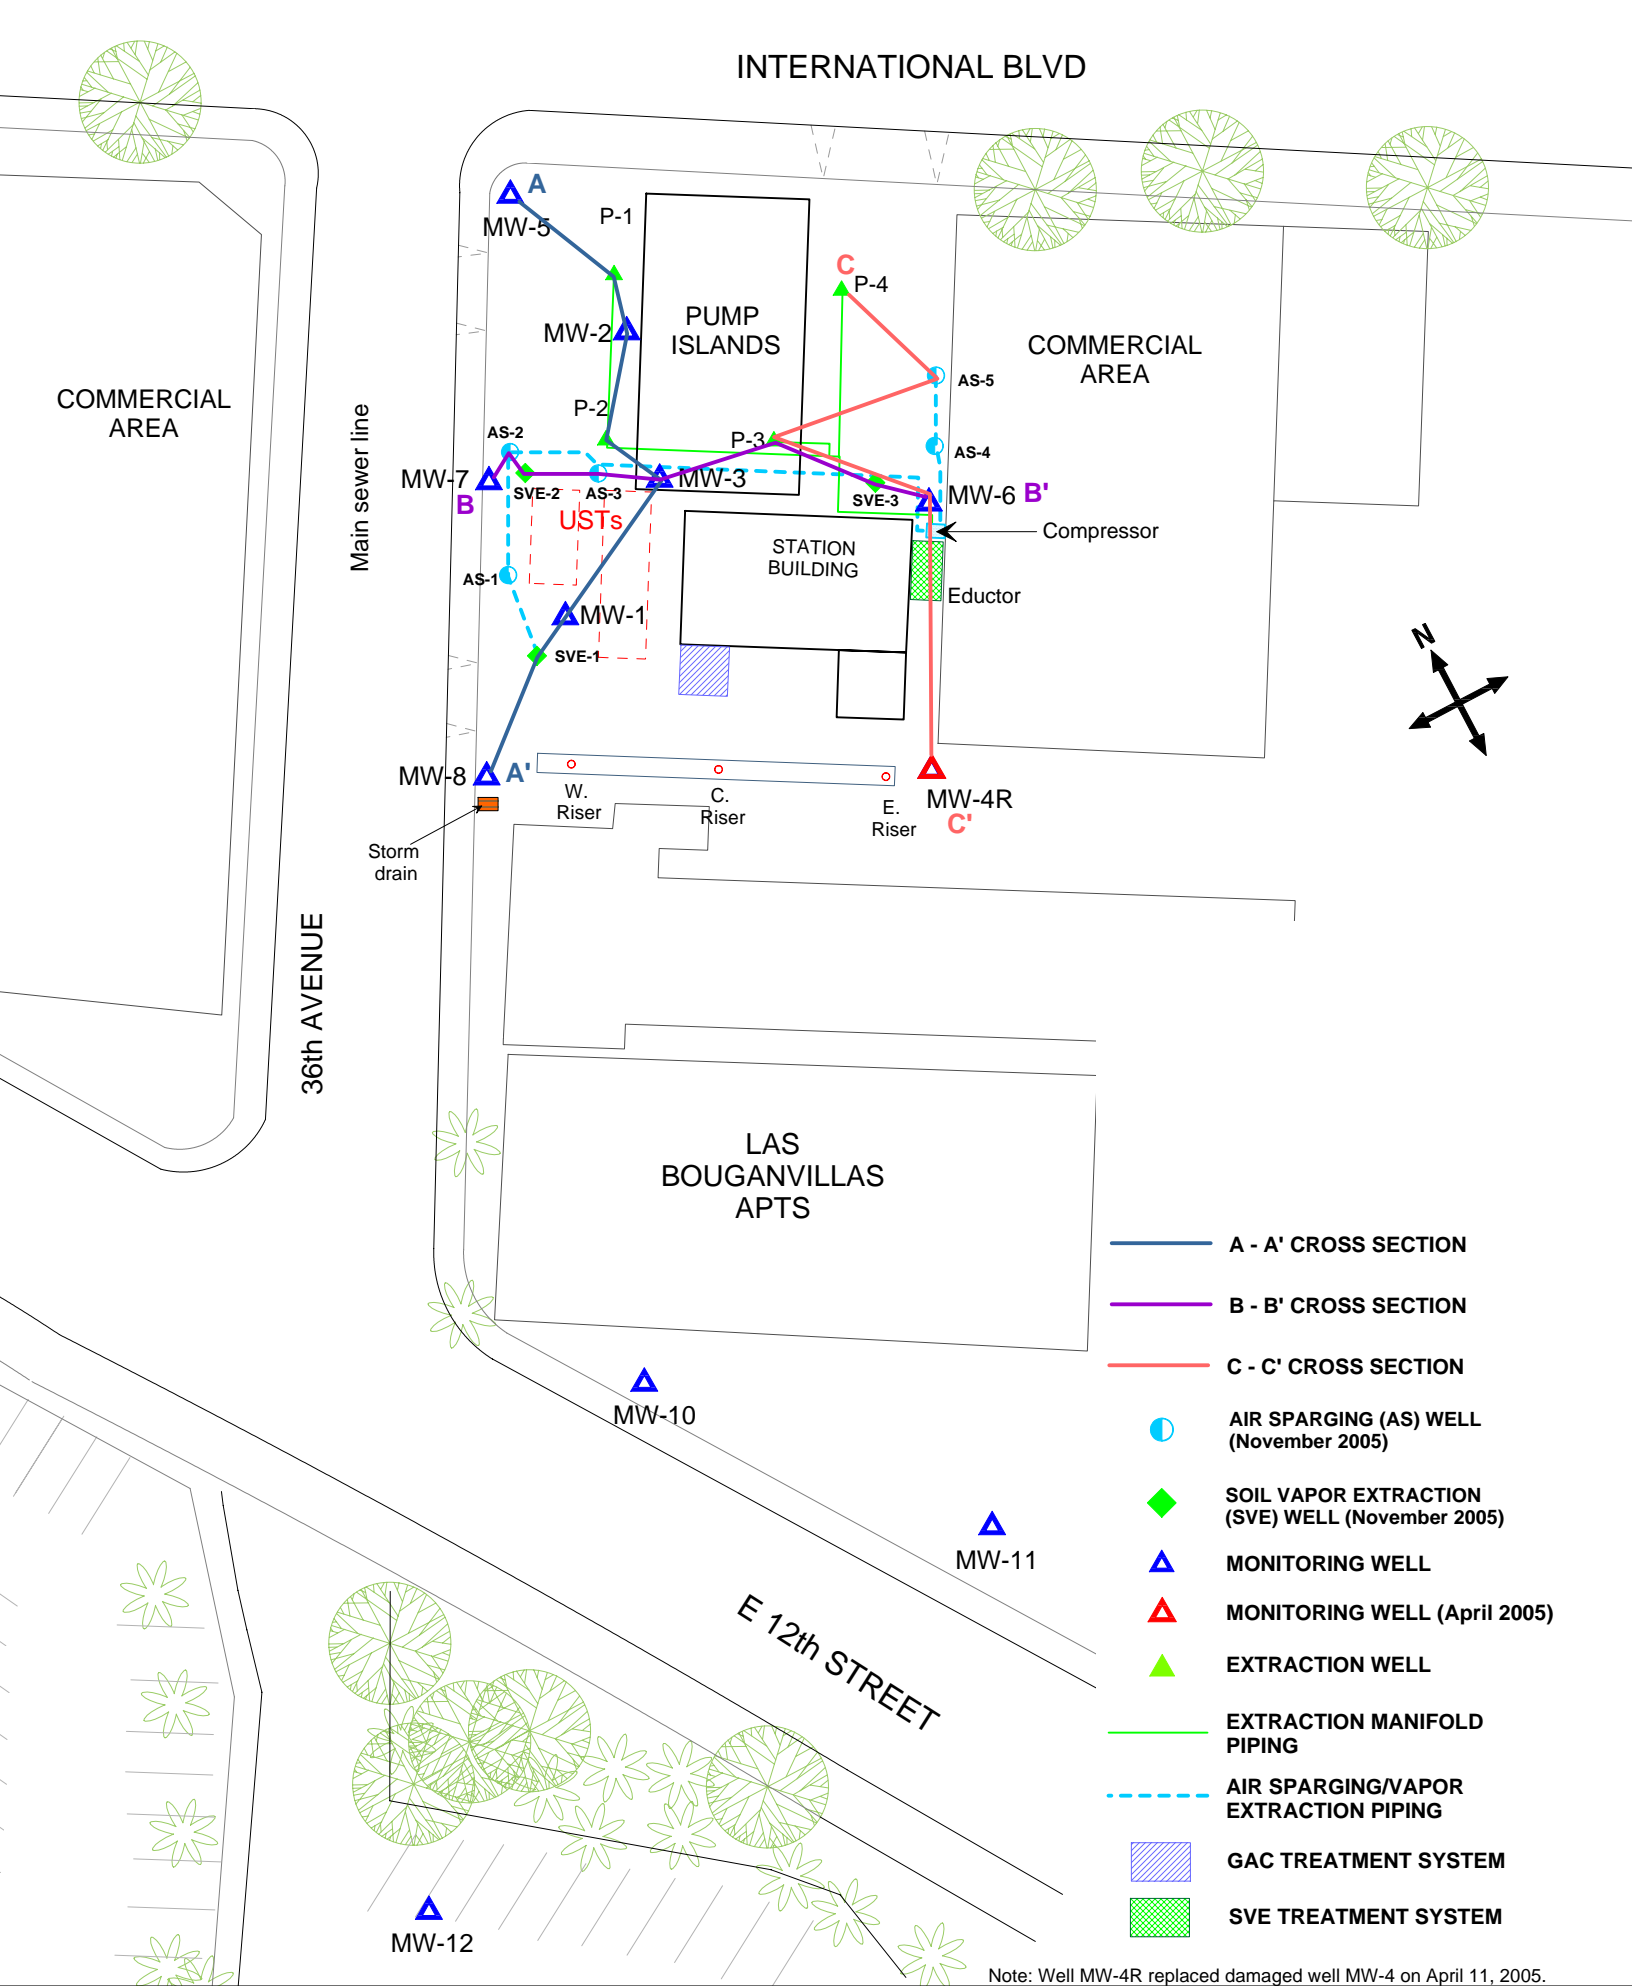 INTERNATIONAL BLVD
A
MW-5
P-1
C
P-4
MW-2
PUMP
ISLANDS
COMMERCIAL
AREA
COMMERCIAL
AREA
AS-5
P-2
Main sewer line
AS-2
P-3
AS-4
MW-7
B
SVE-2
AS-3
MW-3
SVE-3
MW-6
B'
USTs
Compressor
STATION
BUILDING
AS-1
Eductor
MW-1
SVE-1
N
MW-8
A'
W.
Riser
C.
Riser
E.
Riser
MW-4R
C'
Storm
drain
36th AVENUE
LAS
BOUGANVILLAS
APTS
MW-10
MW-11
E 12th STREET
MW-12
A - A' CROSS SECTION
B - B' CROSS SECTION
C - C' CROSS SECTION
AIR SPARGING (AS) WELL
(November 2005)
SOIL VAPOR EXTRACTION
(SVE) WELL (November 2005)
MONITORING WELL
MONITORING WELL (April 2005)
EXTRACTION WELL
EXTRACTION MANIFOLD
PIPING
AIR SPARGING/VAPOR
EXTRACTION PIPING
GAC TREATMENT SYSTEM
SVE TREATMENT SYSTEM
Note: Well MW-4R replaced damaged well MW-4 on April 11, 2005.